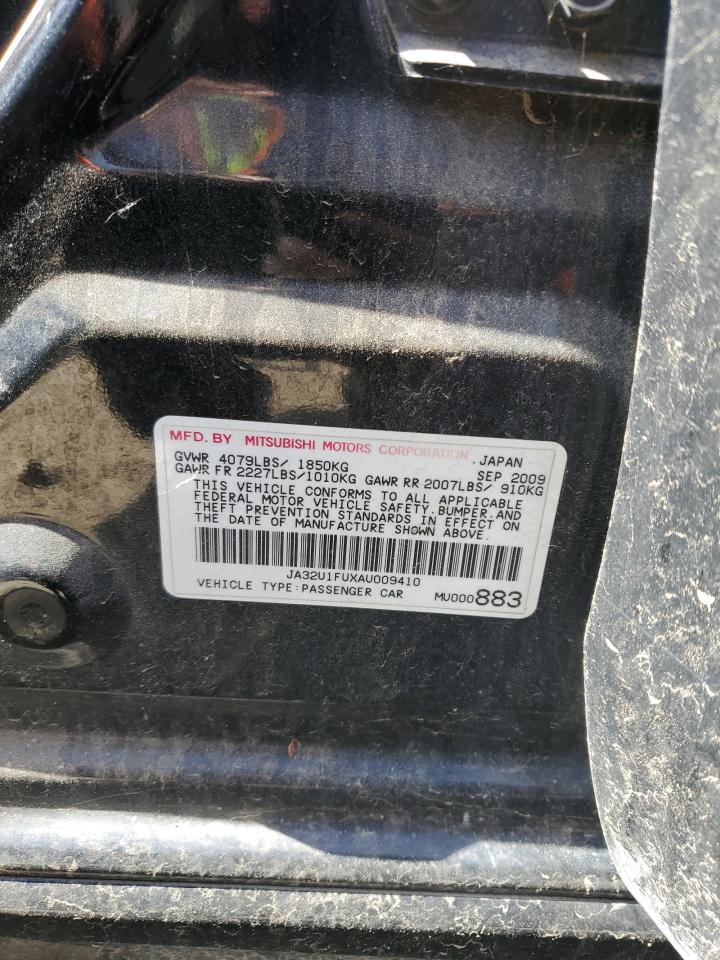 MFD. BY MITSUBISHI MOTORS CORPORATION, JAPAN
GVWR 4079LBS/ 1850KG SEP 2009
GAWR FR 2227LBS/1010KG GAWR RR 2007LBS/ 910KG
THIS VEHICLE CONFORMS TO ALL APPLICABLE
FEDERAL MOTOR VEHICLE SAFETY, BUMPER, AND
THEFT PREVENTION STANDARDS IN EFFECT ON
THE DATE OF MANUFACTURE SHOWN ABOVE.
JA32U1FUXAU009410
VEHICLE TYPE:PASSENGER CAR MU000883